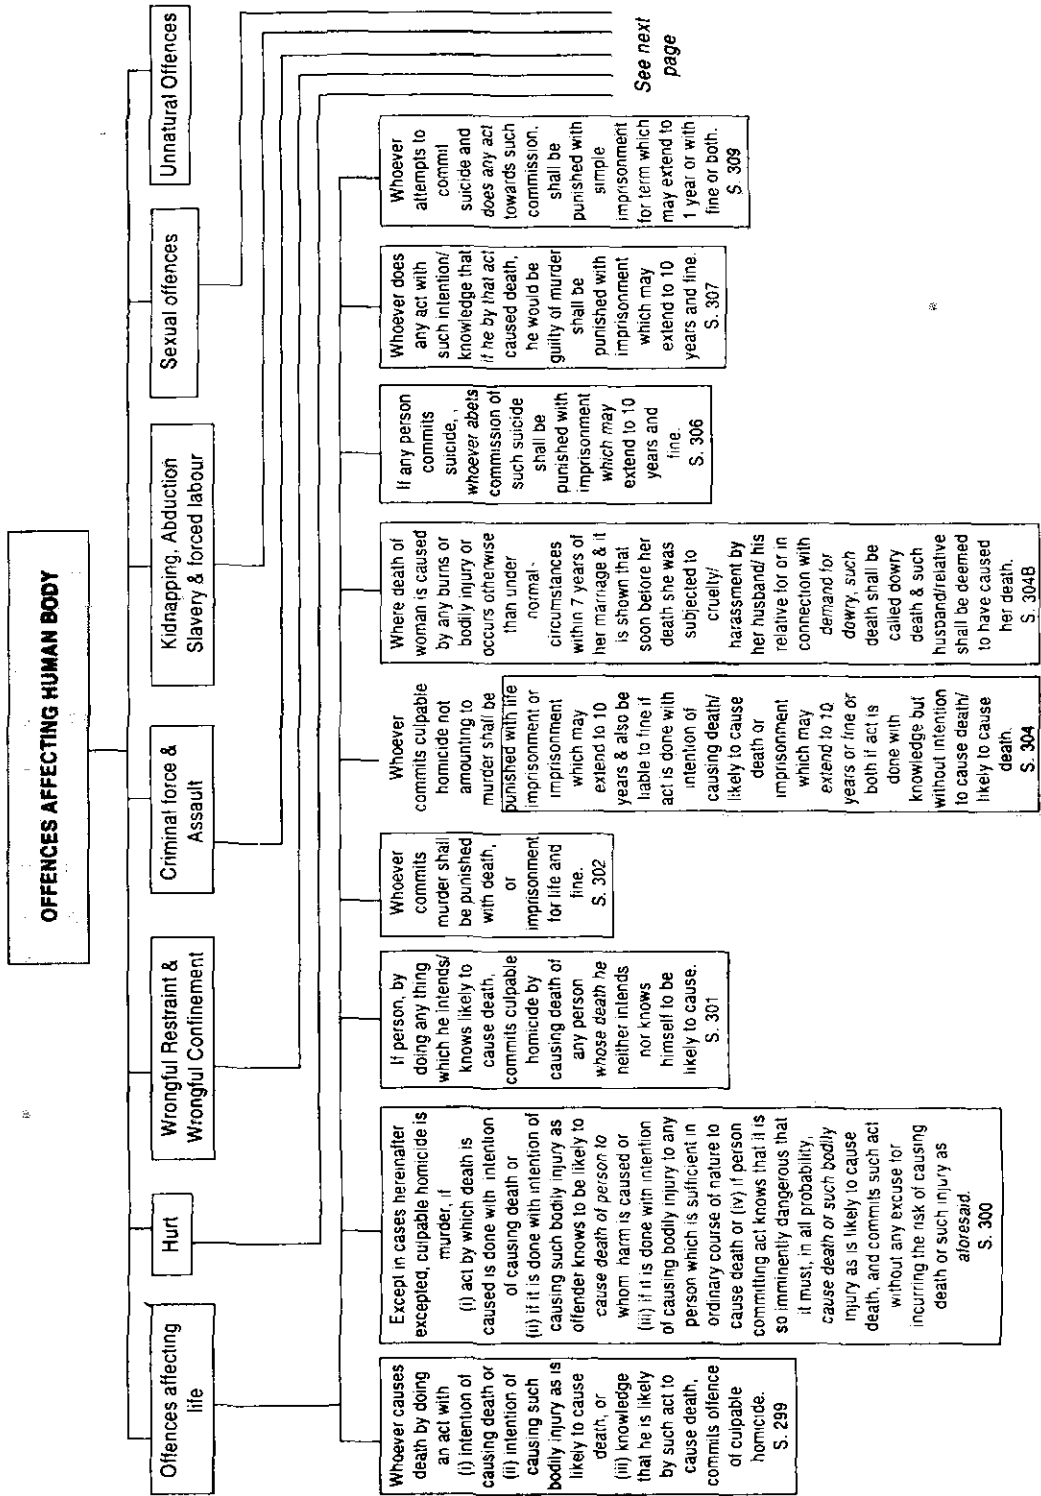 OFFENCES AFFECTING HUMAN BODY
Offences affecting
life
Hurt
Wrongful Restraint &
Wrongful Confinement
Criminal force &
Assault
Kidnapping, Abduction
Slavery & forced labour
Sexual offences
Unnatural Offences
Whoever causes
death by doing
an act with
(i) intention of
causing death or
(ii) intention of
causing such
bodily injury as is
likely to cause
death, or
(iii) knowledge
that he is likely
by such act to
cause death,
commits offence
of culpable
homicide.
S. 299
Except in cases hereinafter
excepted, culpable homicide is
murder, if
(i) act by which death is
caused is done with intention
of causing death or
(ii) if it is done with intention of
causing such bodily injury as
offender knows to be likely to
cause death of person to
whom harm is caused or
(iii) if it is done with intention
of causing bodily injury to any
person which is sufficient in
ordinary course of nature to
cause death or (iv) if person
committing act knows that it is
so imminently dangerous that
it must, in all probability,
cause death or such bodily
injury as is likely to cause
death, and commits such act
without any excuse for
incurring the risk of causing
death or such injury as
aforesaid.
S. 300
If person, by
doing any thing
which he intends/
knows likely to
cause death,
commits culpable
homicide by
causing death of
any person
whose death he
neither intends
nor knows
himself to be
likely to cause.
S. 301
Whoever
commits
murder shall
be punished
with death,
or
imprisonment
for life and
fine.
S. 302
Whoever
commits culpable
homicide not
amounting to
murder shall be
punished with life
imprisonment or
imprisonment
which may
extend to 10
years & also be
liable to fine if
act is done with
intention of
causing death/
likely to cause
death or
imprisonment
which may
extend to 10
years or fine or
both if act is
done with
knowledge but
without intention
to cause death/
likely to cause
death.
S. 304
Where death of
woman is caused
by any burns or
bodily injury or
occurs otherwise
than under
normal-
circumstances
within 7 years of
her marriage & it
is shown that
soon before her
death she was
subjected to
cruelly/
harassment by
her husband/ his
relative for or in
connection with
demand for
dowry, such
death shall be
called dowry
death & such
husband/relative
shall be deemed
to have caused
her death.
S. 304B
If any person
commits
suicide, ,
whoever abets
commission of
such suicide
shall be
punished with
imprisonment
which may
extend to 10
years and
fine.
S. 306
Whoever does
any act with
such intention/
knowledge that
if he by that act
caused death,
he would be
guilty of murder
shall be
punished with
imprisonment
which may
extend to 10
years and fine.
S. 307
Whoever
attempts to
commit
suicide and
does any act
towards such
commission,
shall be
punished with
simple
imprisonment
for term which
may extend to
1 year or with
fine or both.
S. 309
See next
page